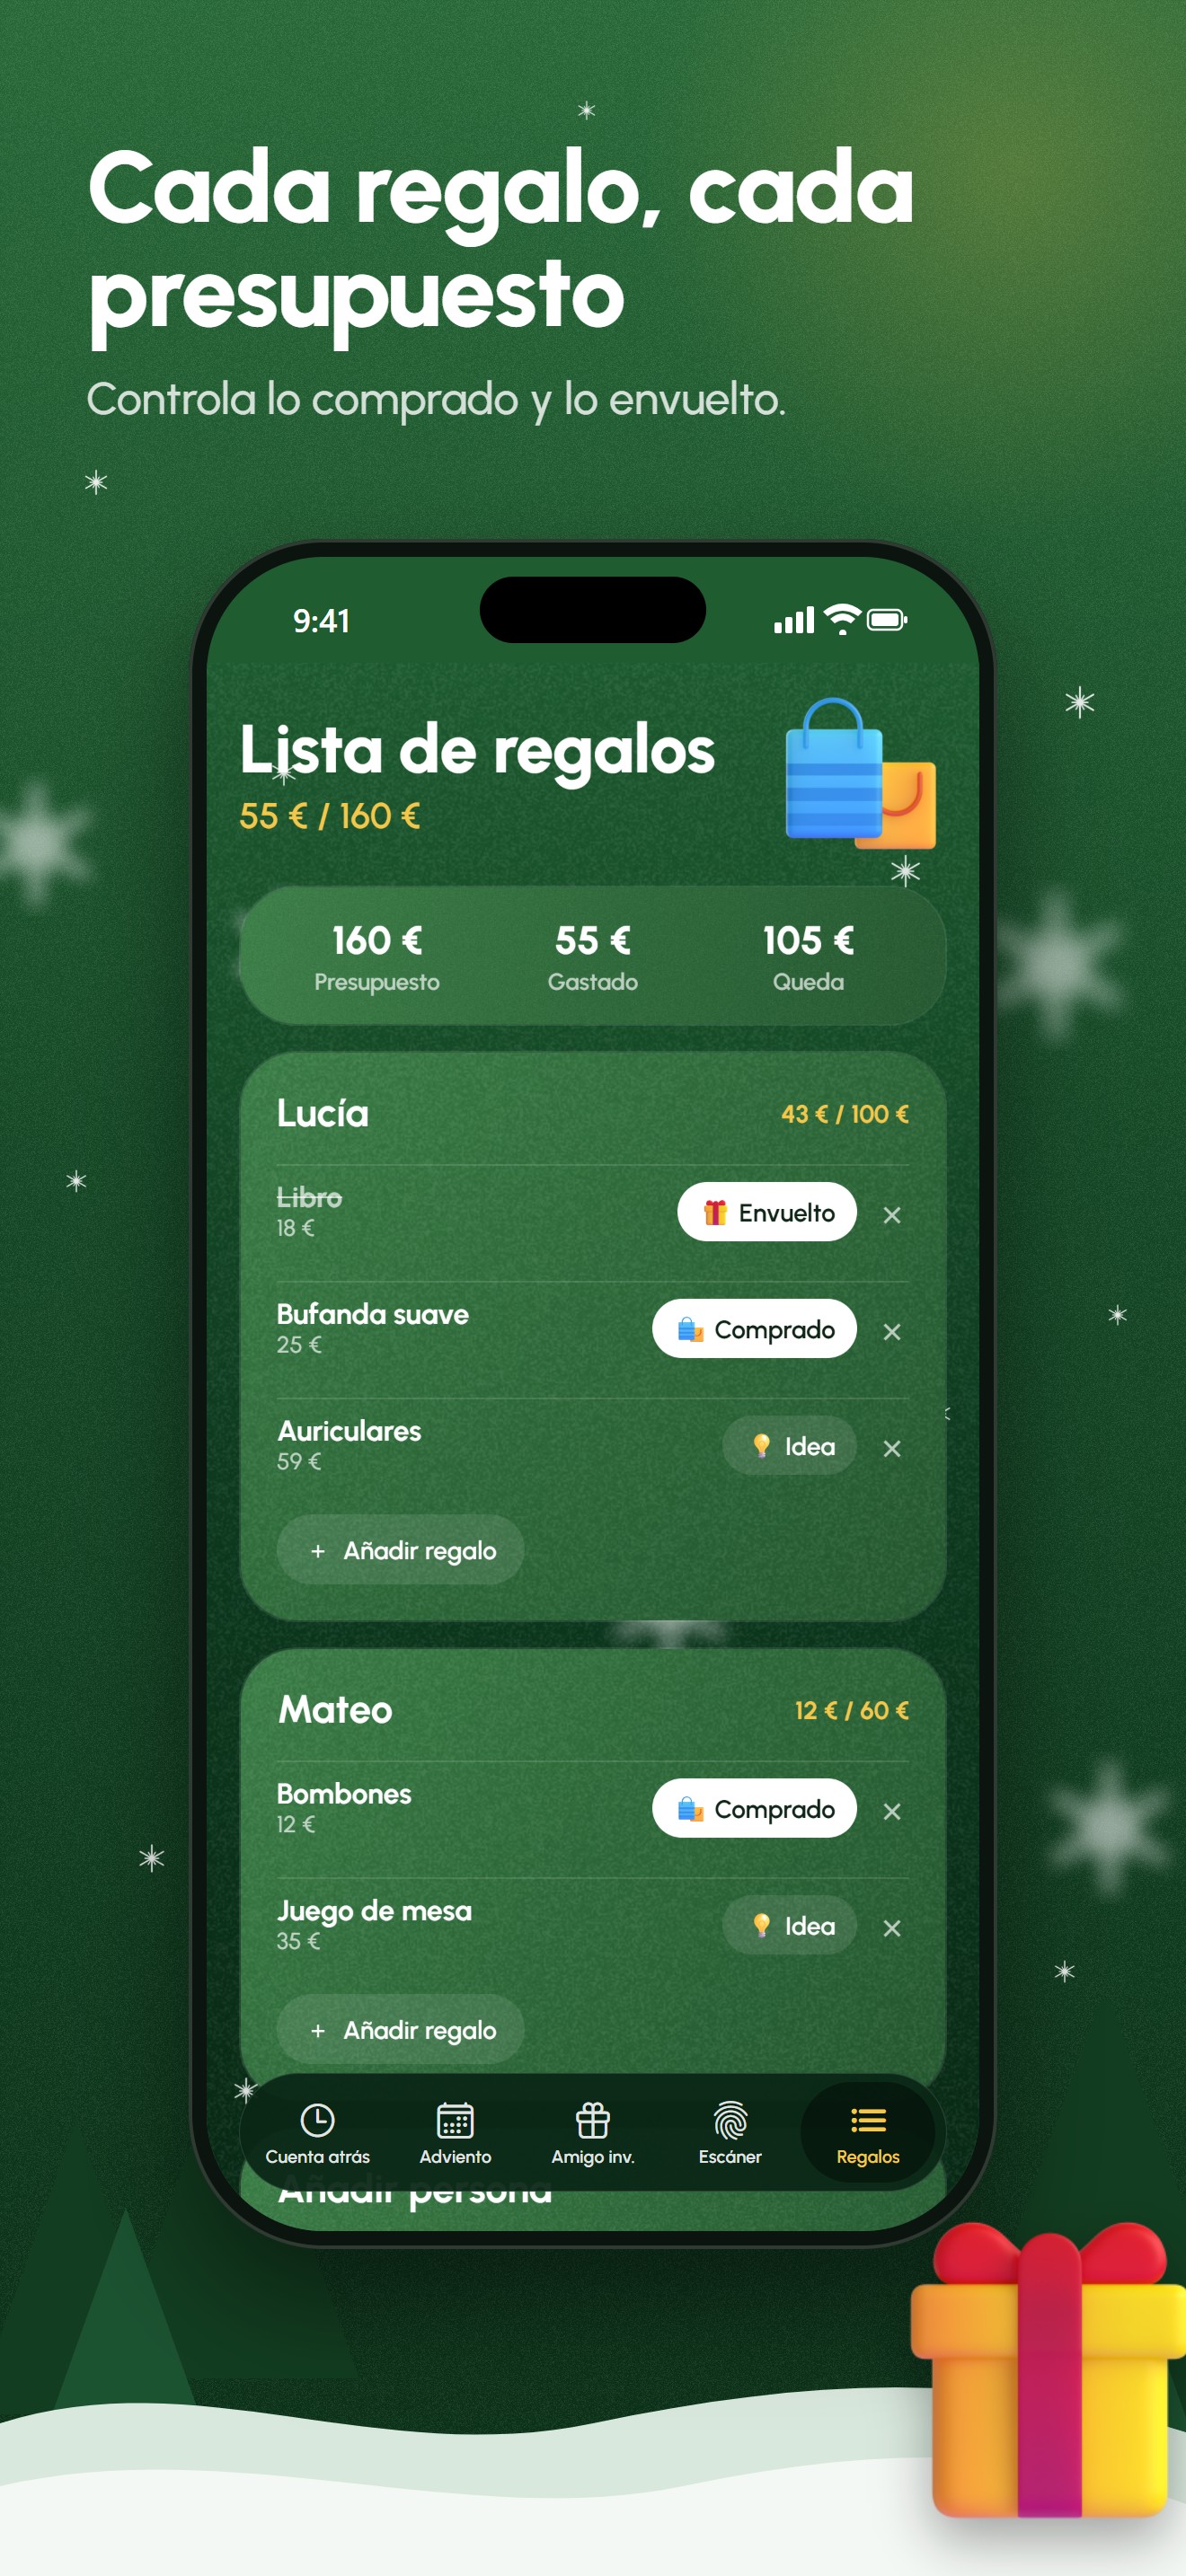 Cada regalo, cada
presupuesto
Controla lo comprado y lo envuelto.
9:41
Lista de regalos
55 € / 160 €
160 € 55 € 105 €
Presupuesto Gastado Queda
Lucía 43 € / 100 €
Libro Envuelto ×
18 €
Bufanda suave Comprado ×
25 €
Auriculares Idea ×
59 €
+ Añadir regalo
Mateo 12 € / 60 €
Bombones Comprado ×
12 €
Juego de mesa Idea ×
35 €
+ Añadir regalo
Cuenta atrás Adviento Amigo inv. Escáner Regalos
Añadir persona